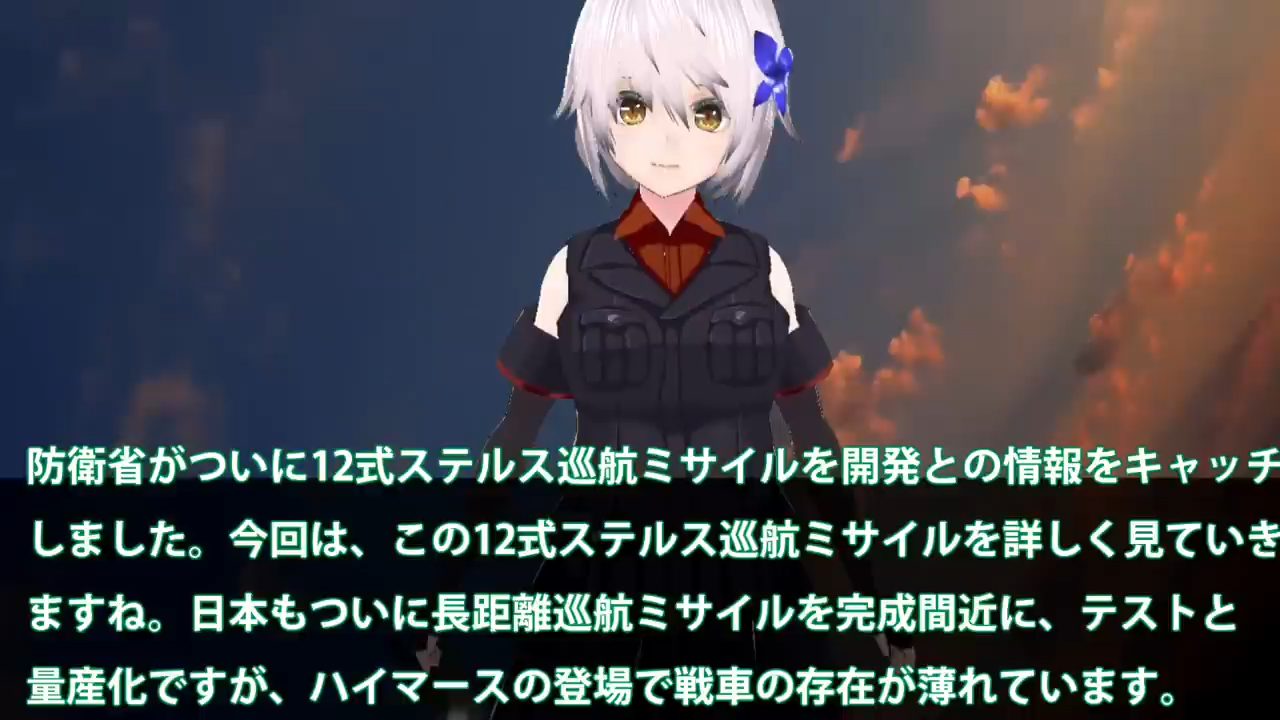 防衛省がついに12式ステルス巡航ミサイルを開発との情報をキャッチ
しました。今回は、この12式ステルス巡航ミサイルを詳しく見ていき
ますね。日本もついに長距離巡航ミサイルを完成間近に、テストと
量産化ですが、ハイマースの登場で戦車の存在が薄れています。